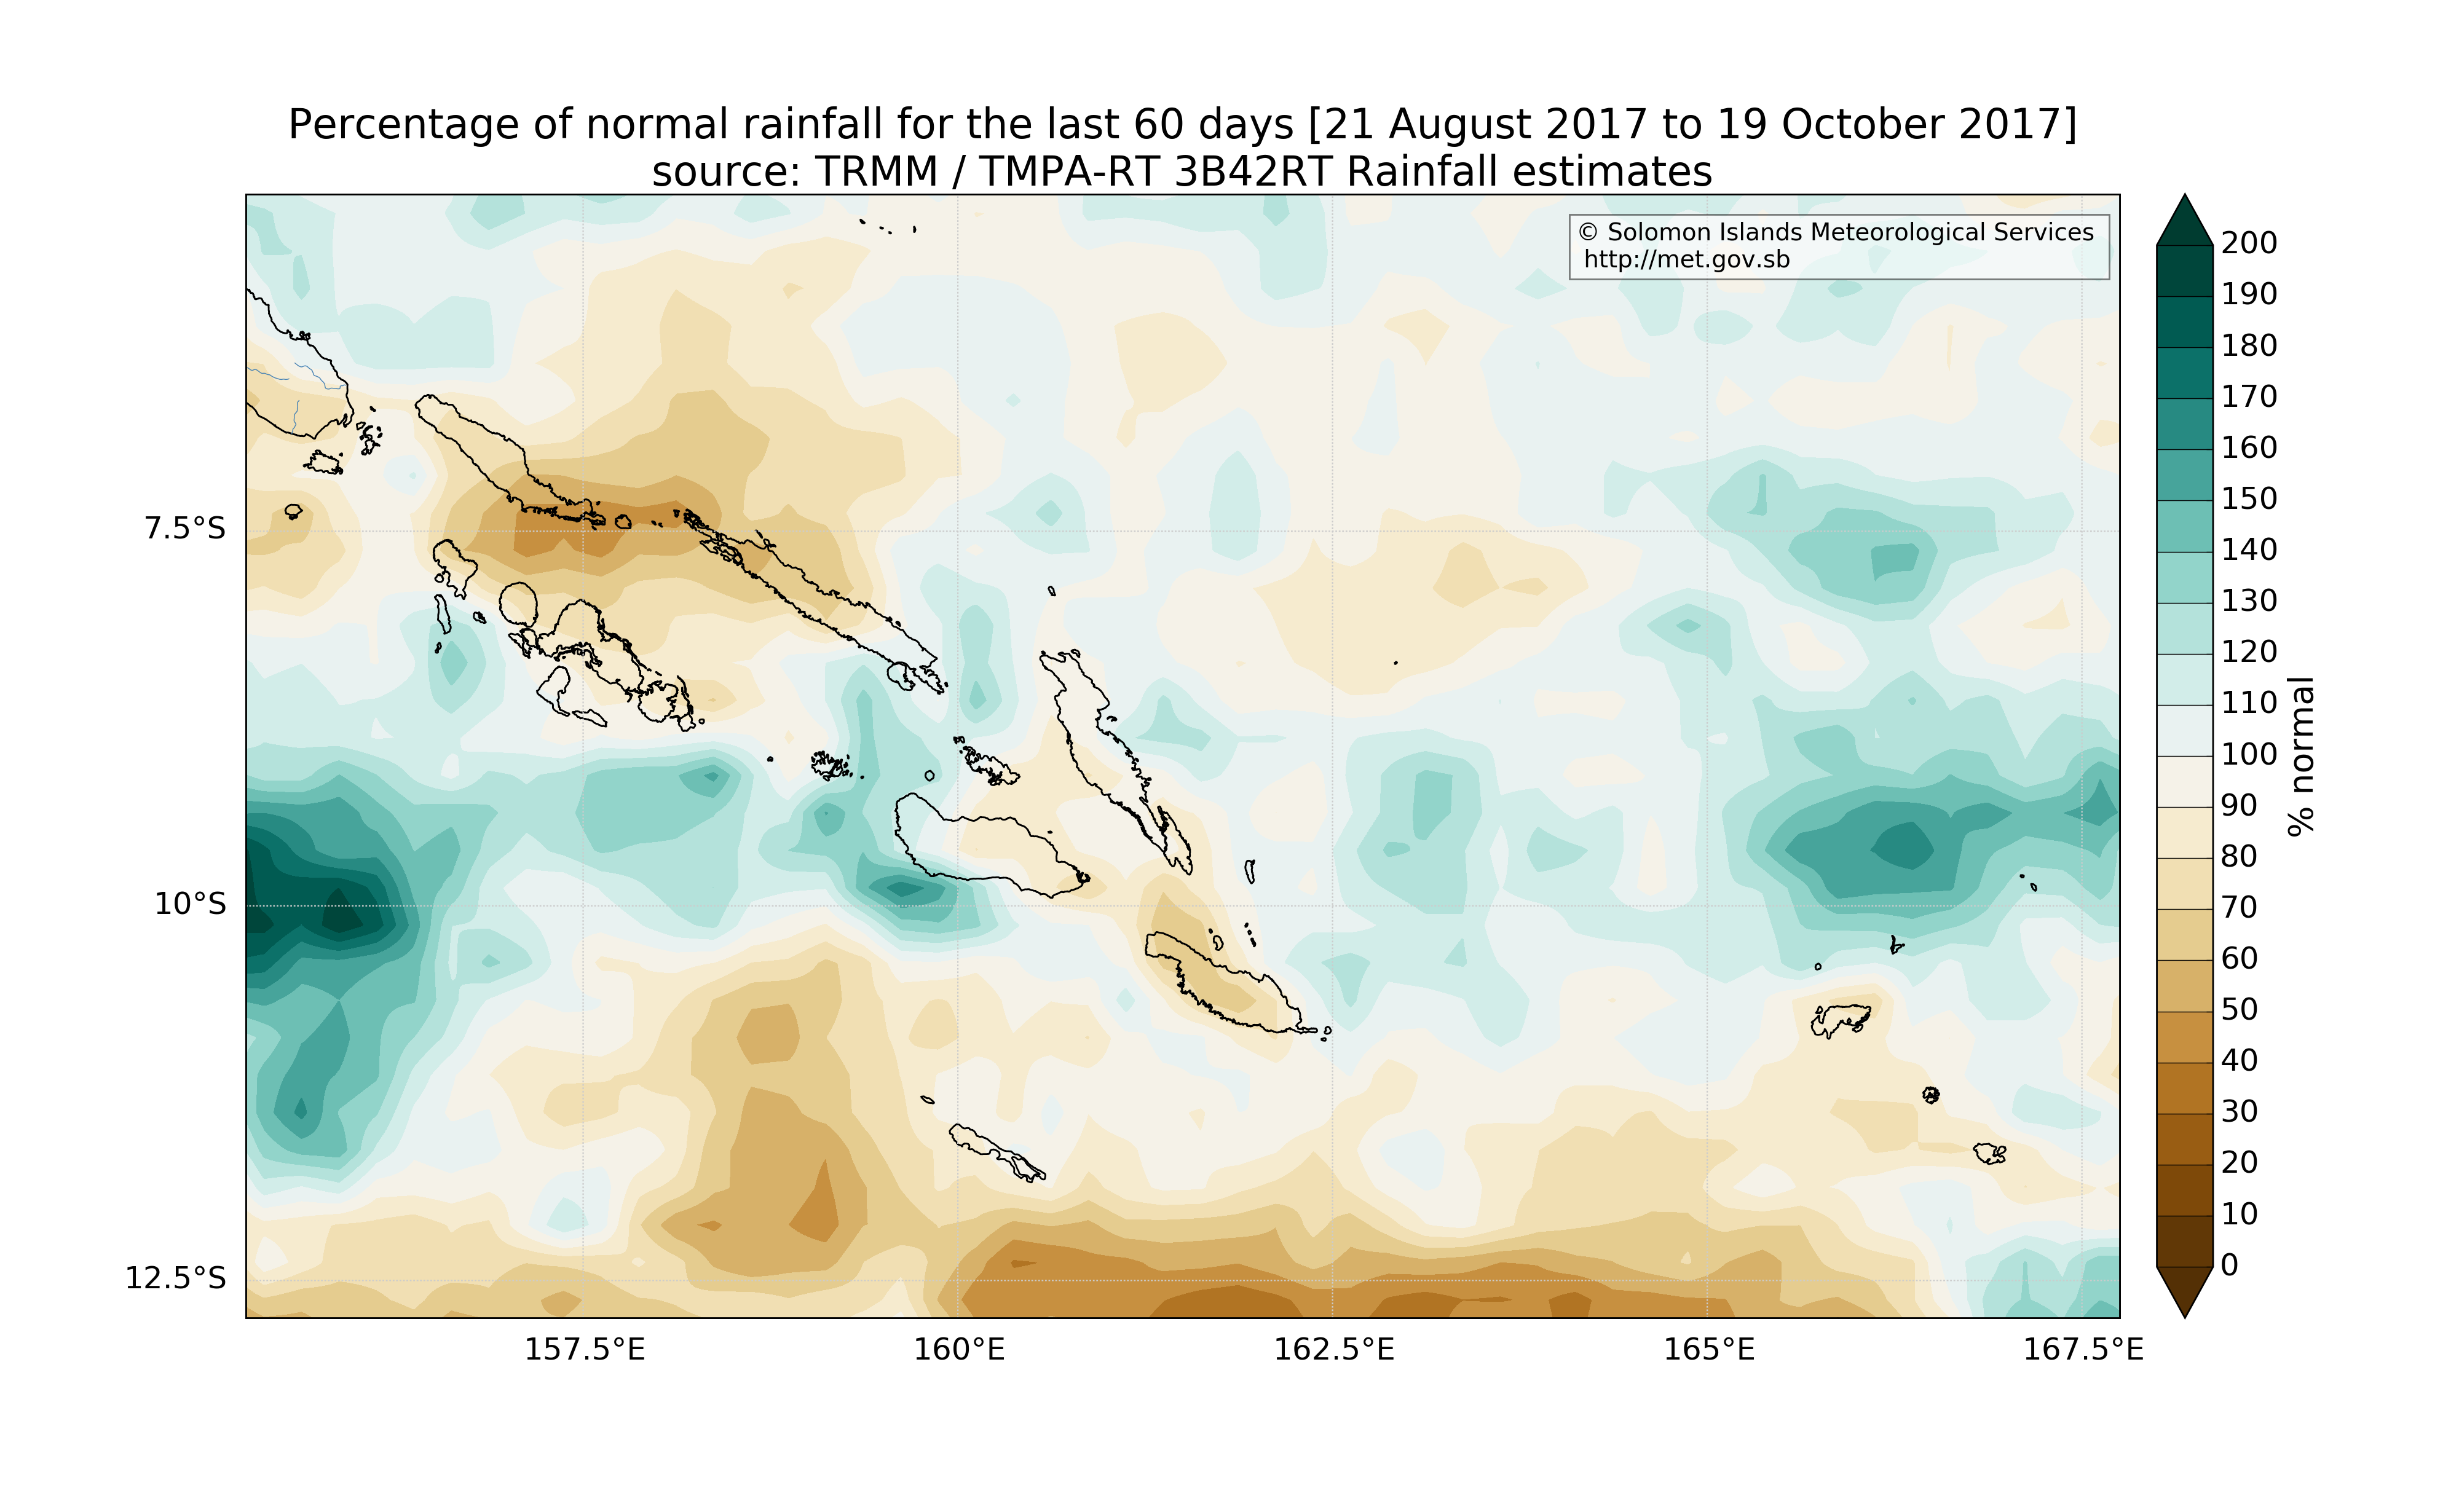 Percentage of normal rainfall for the last 60 days [21 August 2017 to 19 October 2017]
source: TRMM / TMPA-RT 3B42RT Rainfall estimates
© Solomon Islands Meteorological Services
http://met.gov.sb
7.5°S
10°S
12.5°S
157.5°E
160°E
162.5°E
165°E
167.5°E
200
190
180
170
160
150
140
130
120
110
100
90
80
70
60
50
40
30
20
10
0
% normal